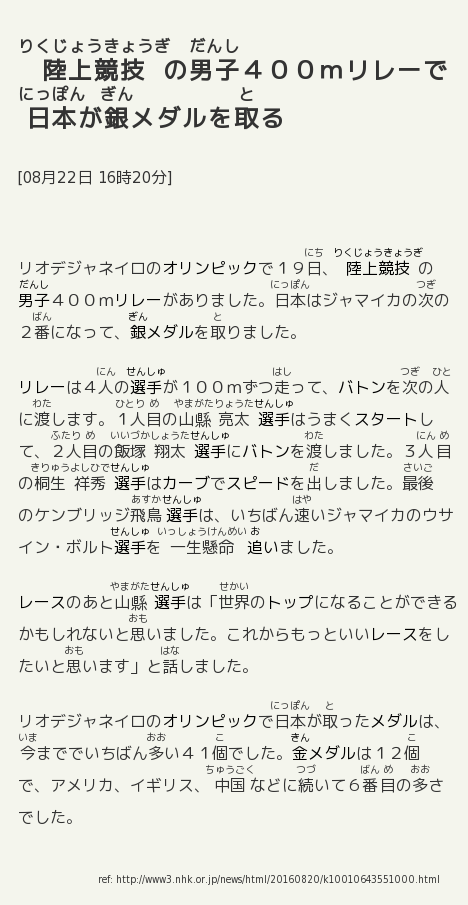 りくじょうきょうぎ だんし
陸上競技 の男子４００ｍリレーで
にっぽん ぎん と
日本が銀メダルを取る
[08月22日 16時20分]
にち りくじょうきょうぎ
リオデジャネイロのオリンピックで１９日、 陸上競技 の
だんし にっぽん つぎ
男子４００ｍリレーがありました。日本はジャマイカの次の
ばん ぎん と
２番になって、銀メダルを取りました。
にん せんしゅ はし つぎ ひと
リレーは４人の選手が１００ｍずつ走って、バトンを次の人
わた ひとり め やまがたりょうたせんしゅ
に渡します。１人目の山縣 亮太 選手はうまくスタートし
ふたり め いいづかしょうたせんしゅ わた にん め
て、２人目の飯塚 翔太 選手にバトンを渡しました。３人目
きりゅうよしひでせんしゅ だ さいご
の桐生 祥秀 選手はカーブでスピードを出しました。最後
あすかせんしゅ はや
のケンブリッジ飛鳥 選手は、いちばん速いジャマイカのウサ
せんしゅ いっしょうけんめい お
イン・ボルト選手を 一生懸命 追いました。
やまがたせんしゅ せかい
レースのあと山縣 選手は「世界のトップになることができる
おも
かもしれないと思いました。これからもっといいレースをし
おも はな
たいと思います」と話しました。
にっぽん と
リオデジャネイロのオリンピックで日本が取ったメダルは、
いま おお こ きん こ
今まででいちばん多い４１個でした。金メダルは１２個
ちゅうごく つづ ばん め おお
で、アメリカ、イギリス、 中国 などに続いて６番目の多さ
でした。
ref: http://www3.nhk.or.jp/news/html/20160820/k10010643551000.html